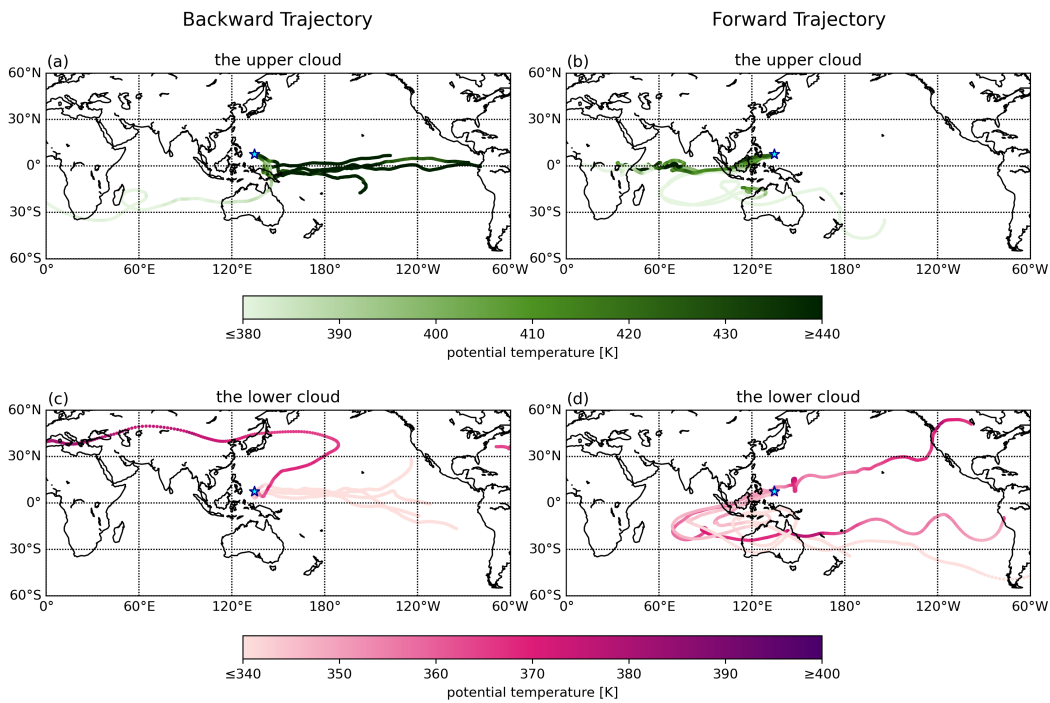 Backward Trajectory
Forward Trajectory
(a)
the upper cloud
60°N
30°N
0°
30°S
60°S
0°
60°E
120°E
180°
120°W
60°W
(b)
the upper cloud
60°N
30°N
0°
30°S
60°S
0°
60°E
120°E
180°
120°W
60°W
≤380
390
400
410
420
430
≥440
potential temperature [K]
(c)
the lower cloud
60°N
30°N
0°
30°S
60°S
0°
60°E
120°E
180°
120°W
60°W
(d)
the lower cloud
60°N
30°N
0°
30°S
60°S
0°
60°E
120°E
180°
120°W
60°W
≤340
350
360
370
380
390
≥400
potential temperature [K]